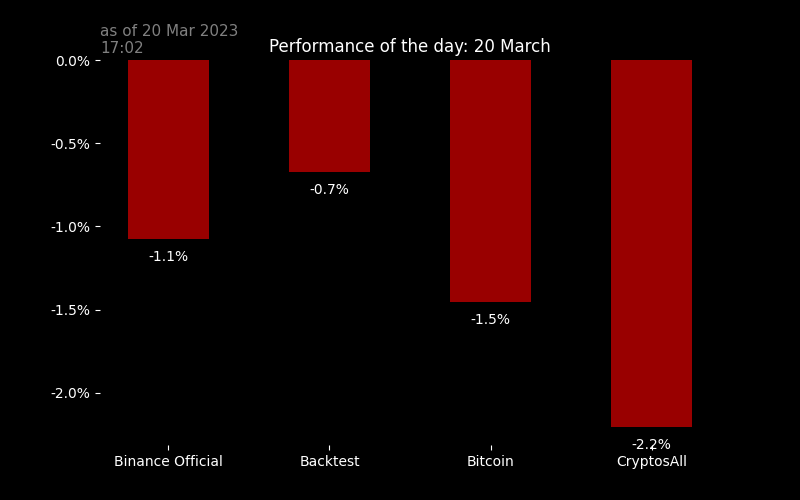 as of 20 Mar 2023
17:02
Performance of the day: 20 March
0.0%
-0.5%
-1.0%
-1.5%
-2.0%
-1.1%
-0.7%
-1.5%
-2.2%
Binance Official
Backtest
Bitcoin
CryptosAll